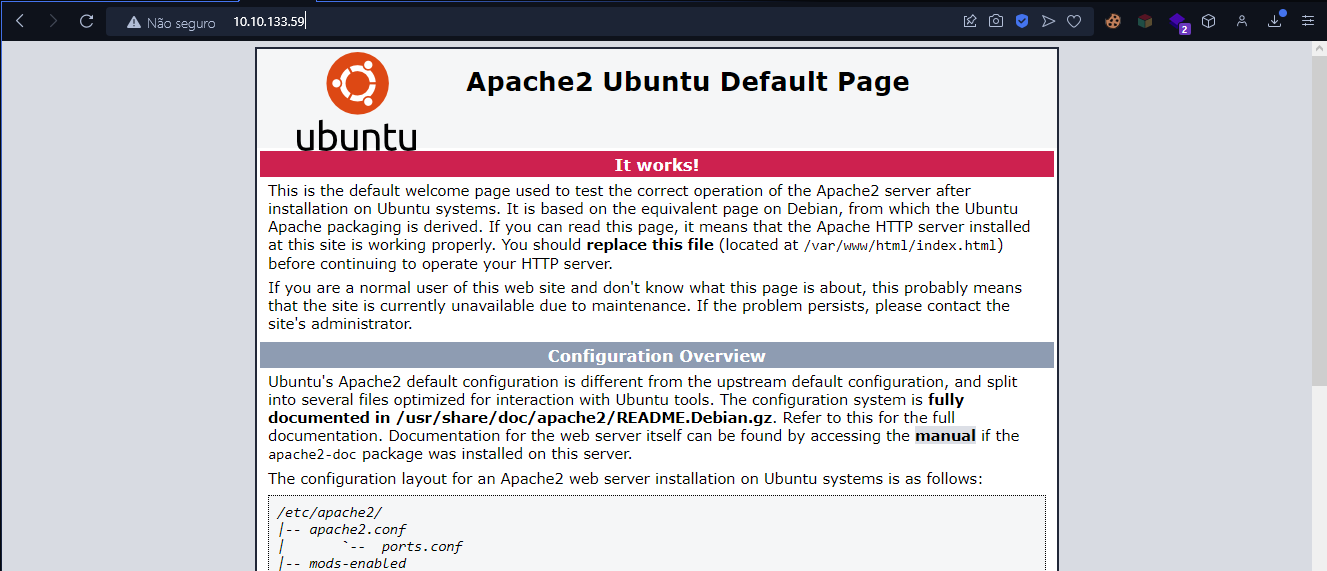 Não seguro 10.10.133.59
2
ubuntu
Apache2 Ubuntu Default Page
It works!
This is the default welcome page used to test the correct operation of the Apache2 server after
installation on Ubuntu systems. It is based on the equivalent page on Debian, from which the Ubuntu
Apache packaging is derived. If you can read this page, it means that the Apache HTTP server installed
at this site is working properly. You should replace this file (located at /var/www/html/index.html)
before continuing to operate your HTTP server.
If you are a normal user of this web site and don't know what this page is about, this probably means
that the site is currently unavailable due to maintenance. If the problem persists, please contact the
site's administrator.
Configuration Overview
Ubuntu's Apache2 default configuration is different from the upstream default configuration, and split
into several files optimized for interaction with Ubuntu tools. The configuration system is fully
documented in /usr/share/doc/apache2/README.Debian.gz. Refer to this for the full
documentation. Documentation for the web server itself can be found by accessing the manual if the
apache2-doc package was installed on this server.
The configuration layout for an Apache2 web server installation on Ubuntu systems is as follows:
/etc/apache2/
|-- apache2.conf
|       `--  ports.conf
|-- mods-enabled